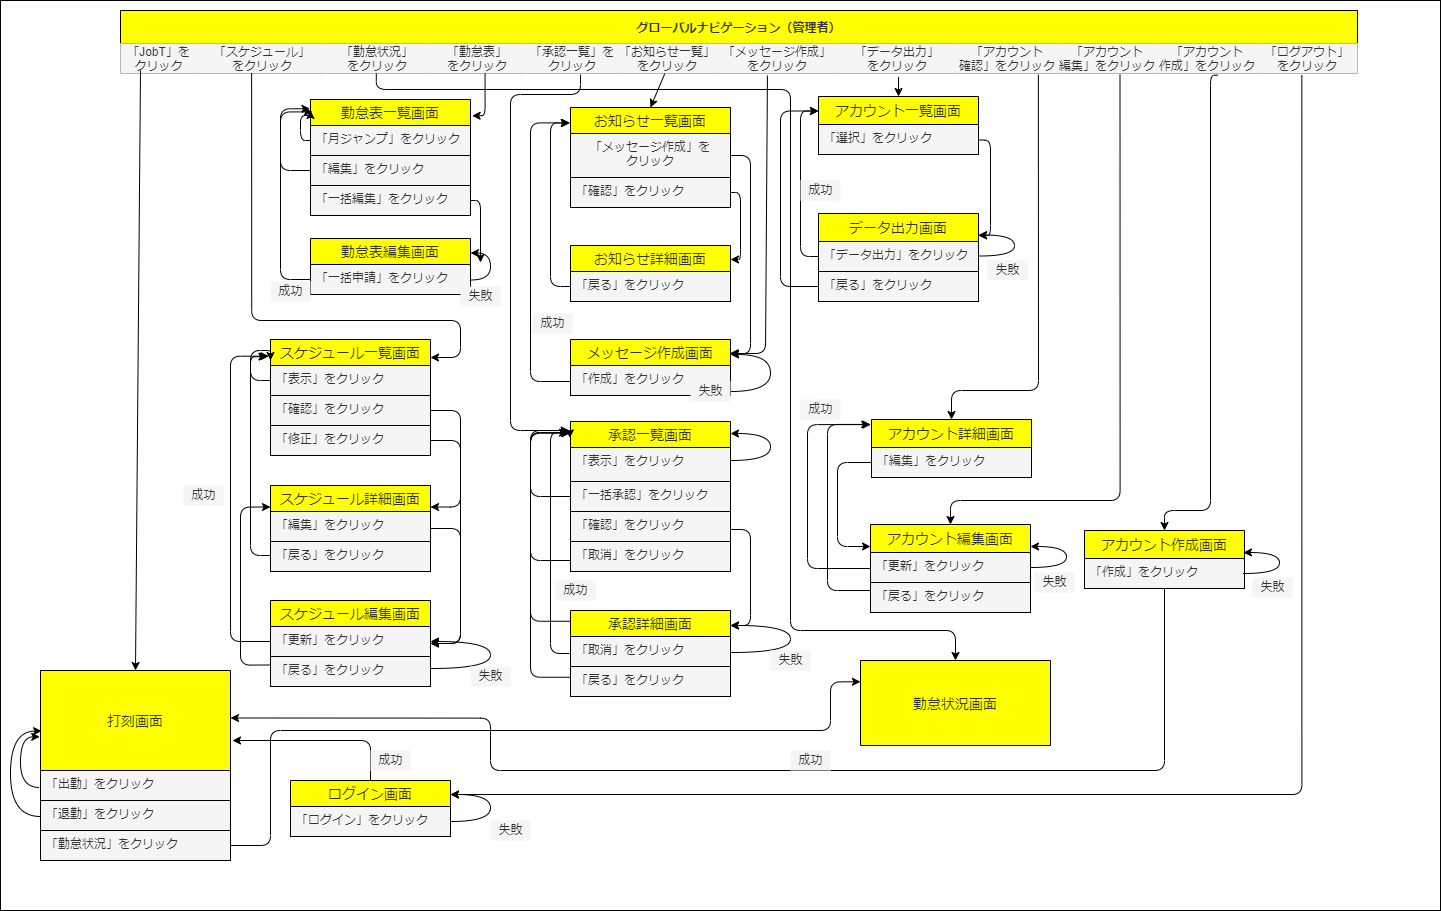 グローバルナビゲーション（管理者）
「JobT」を
クリック
「スケジュール」
をクリック
「勤怠状況」
をクリック
「勤怠表」
をクリック
「承認一覧」を
クリック
「お知らせ一覧」
をクリック
「メッセージ作成」
をクリック
「データ出力」
をクリック
「アカウント
確認」をクリック
「アカウント
編集」をクリック
「アカウント
作成」をクリック
「ログアウト」
をクリック
勤怠表一覧画面
「月ジャンプ」をクリック
「編集」をクリック
「一括編集」をクリック
勤怠表編集画面
「一括申請」をクリック
成功
失敗
お知らせ一覧画面
「メッセージ作成」を
クリック
「確認」をクリック
お知らせ詳細画面
「戻る」をクリック
成功
メッセージ作成画面
「作成」をクリック
失敗
アカウント一覧画面
「選択」をクリック
成功
データ出力画面
「データ出力」をクリック
「戻る」をクリック
失敗
スケジュール一覧画面
「表示」をクリック
「確認」をクリック
「修正」をクリック
成功
スケジュール詳細画面
「編集」をクリック
「戻る」をクリック
スケジュール編集画面
「更新」をクリック
「戻る」をクリック
失敗
承認一覧画面
「表示」をクリック
「一括承認」をクリック
「確認」をクリック
「取消」をクリック
成功
承認詳細画面
「取消」をクリック
「戻る」をクリック
失敗
成功
アカウント詳細画面
「編集」をクリック
アカウント編集画面
「更新」をクリック
「戻る」をクリック
失敗
アカウント作成画面
「作成」をクリック
失敗
打刻画面
「出勤」をクリック
「退勤」をクリック
「勤怠状況」をクリック
勤怠状況画面
成功
成功
ログイン画面
「ログイン」をクリック
失敗